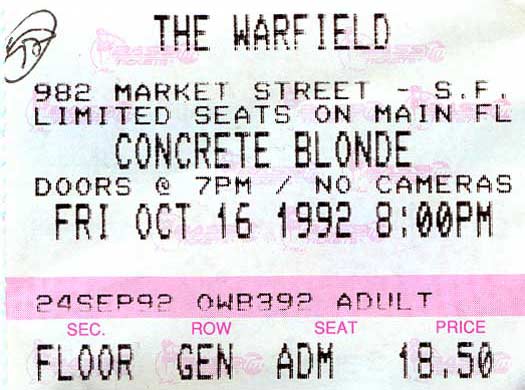 THE WARFIELD
982 MARKET STREET - S.F.
LIMITED SEATS ON MAIN FL
CONCRETE BLONDE
DOORS @ 7PM / NO CAMERAS
FRI OCT 16 1992 8:00PM
24SEP92 OWB392 ADULT
SEC. ROW SEAT PRICE
FLOOR GEN ADM 18.50